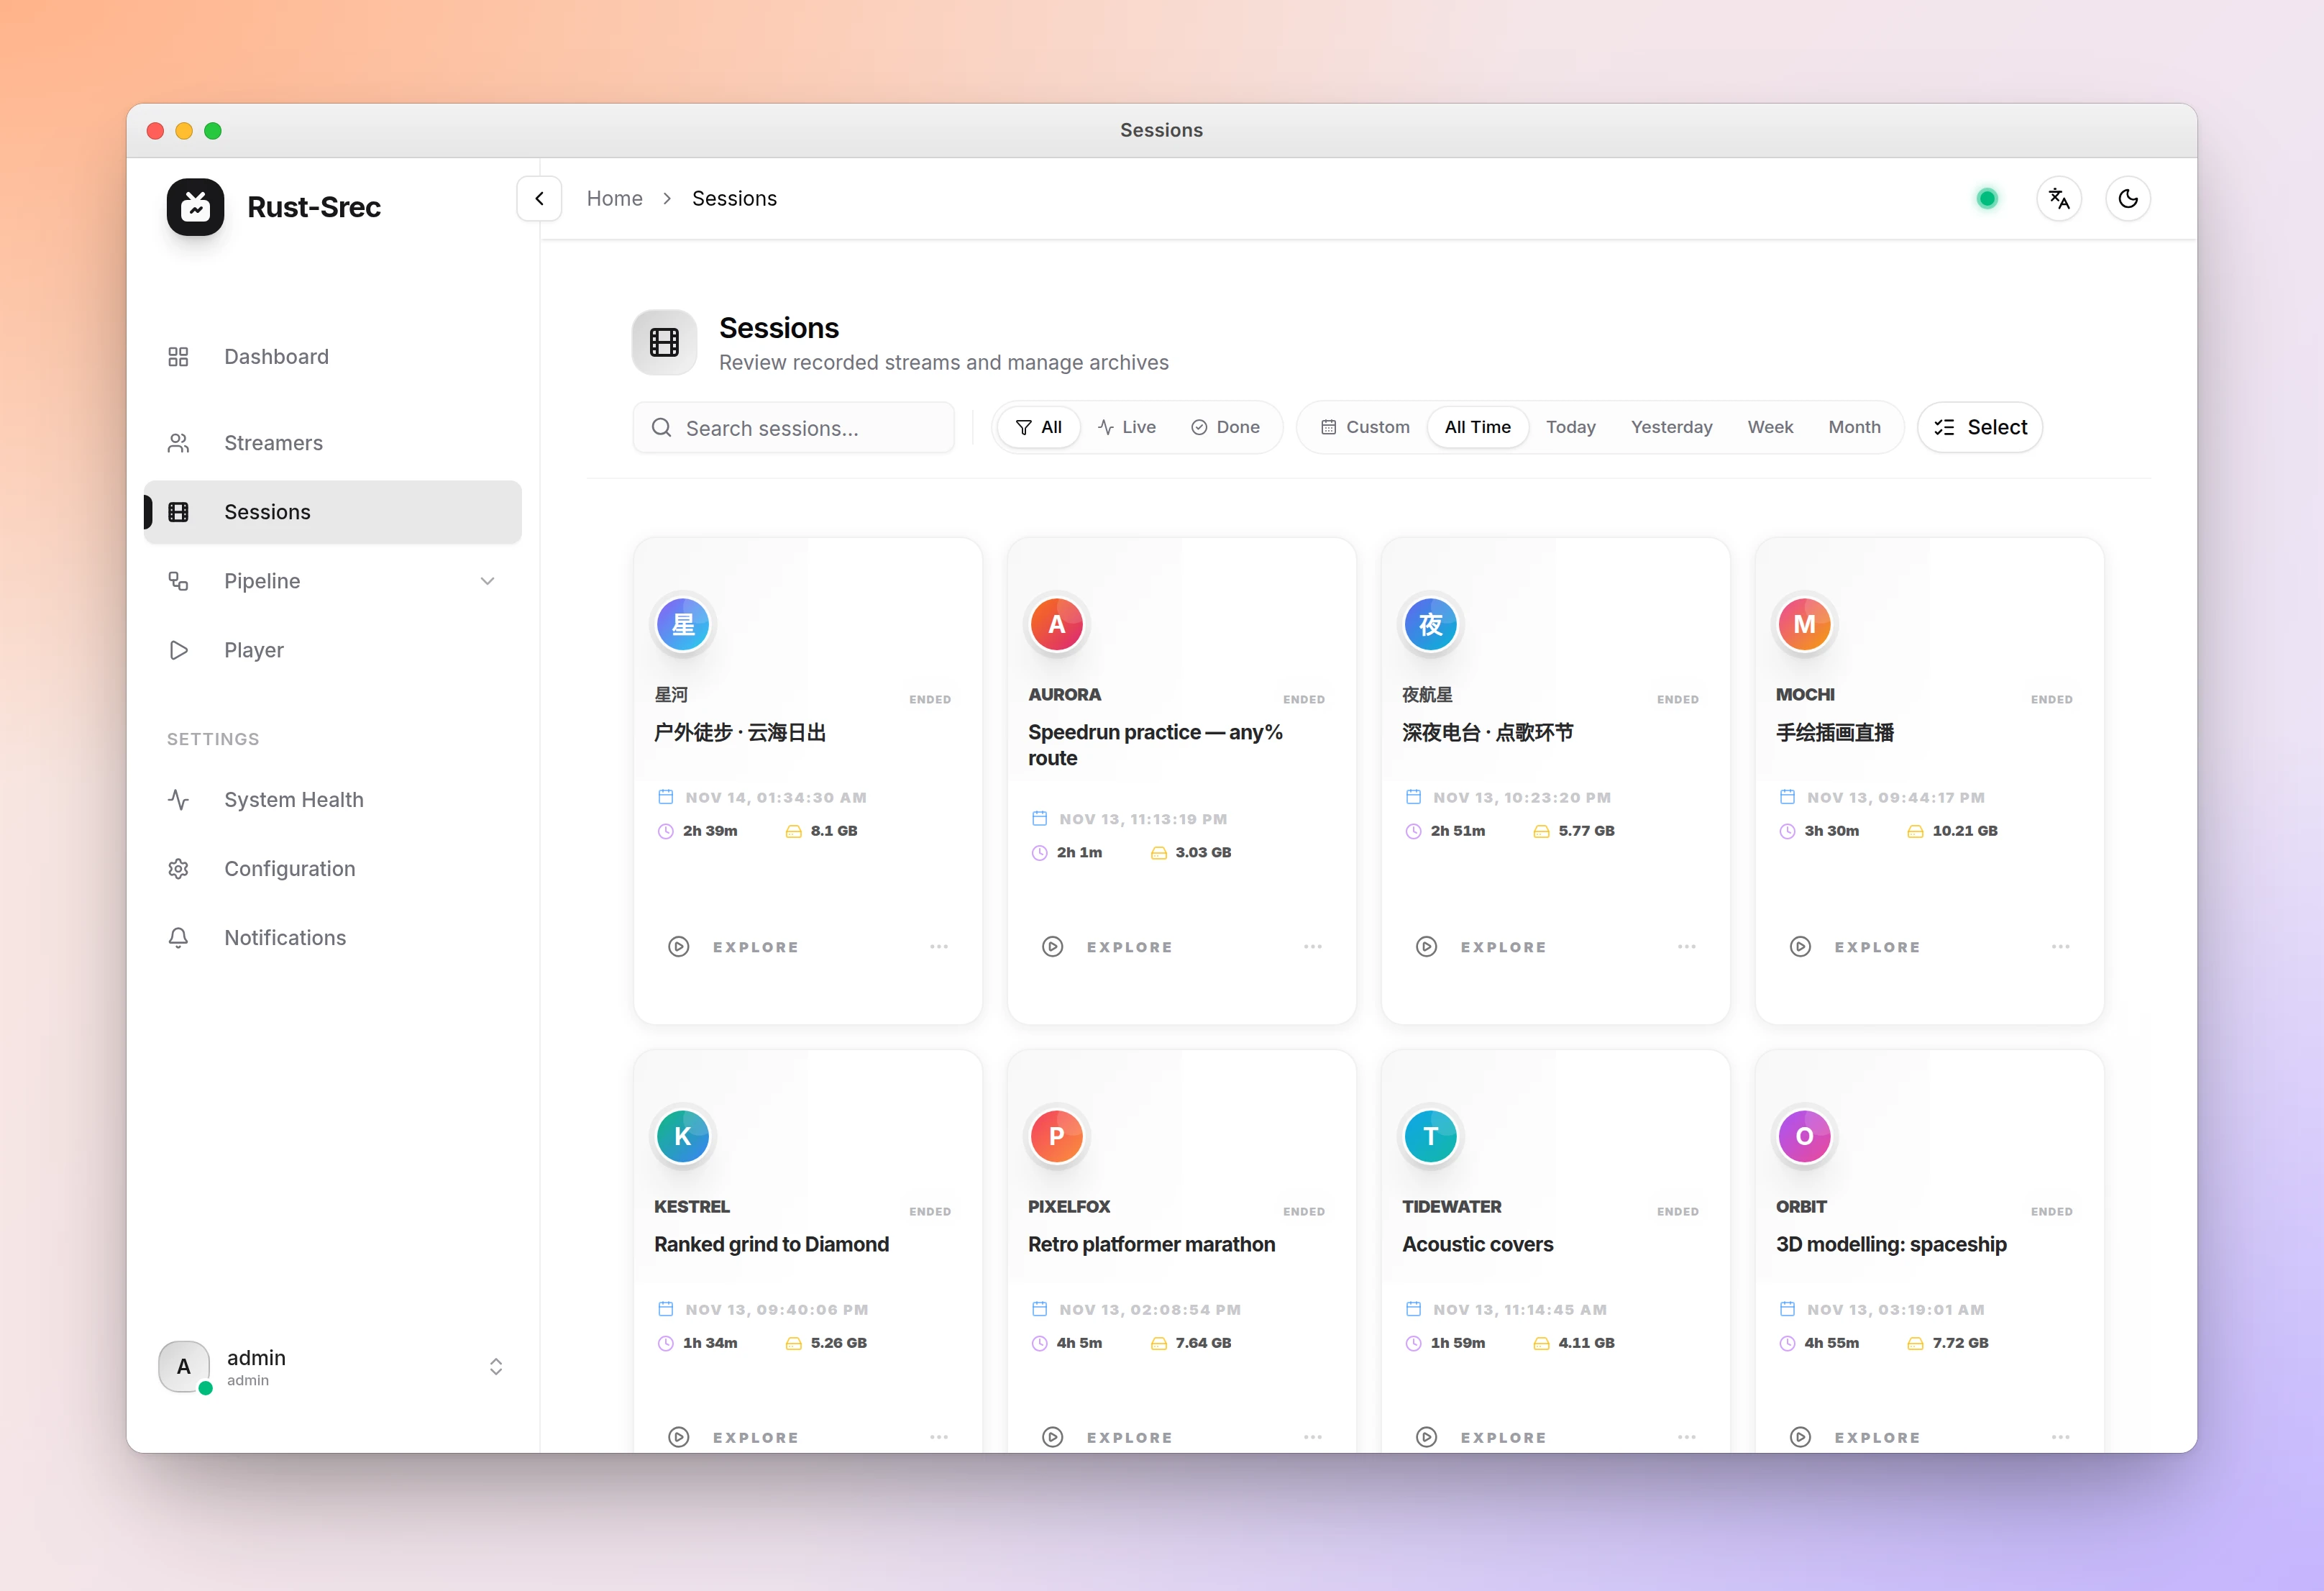 Sessions
Rust-Srec
Home
Sessions
Dashboard
Streamers
Sessions
Pipeline
Player
SETTINGS
System Health
Configuration
Notifications
A
admin
admin
Sessions
Review recorded streams and manage archives
Search sessions...
All
Live
Done
Custom
All Time
Today
Yesterday
Week
Month
Select
星
星河
ENDED
户外徒步 · 云海日出
NOV 14, 01:34:30 AM
2h 39m
8.1 GB
EXPLORE
A
AURORA
ENDED
Speedrun practice — any%
route
NOV 13, 11:13:19 PM
2h 1m
3.03 GB
EXPLORE
夜
夜航星
ENDED
深夜电台 · 点歌环节
NOV 13, 10:23:20 PM
2h 51m
5.77 GB
EXPLORE
M
MOCHI
ENDED
手绘插画直播
NOV 13, 09:44:17 PM
3h 30m
10.21 GB
EXPLORE
K
KESTREL
ENDED
Ranked grind to Diamond
NOV 13, 09:40:06 PM
1h 34m
5.26 GB
EXPLORE
P
PIXELFOX
ENDED
Retro platformer marathon
NOV 13, 02:08:54 PM
4h 5m
7.64 GB
EXPLORE
T
TIDEWATER
ENDED
Acoustic covers
NOV 13, 11:14:45 AM
1h 59m
4.11 GB
EXPLORE
O
ORBIT
ENDED
3D modelling: spaceship
NOV 13, 03:19:01 AM
4h 55m
7.72 GB
EXPLORE